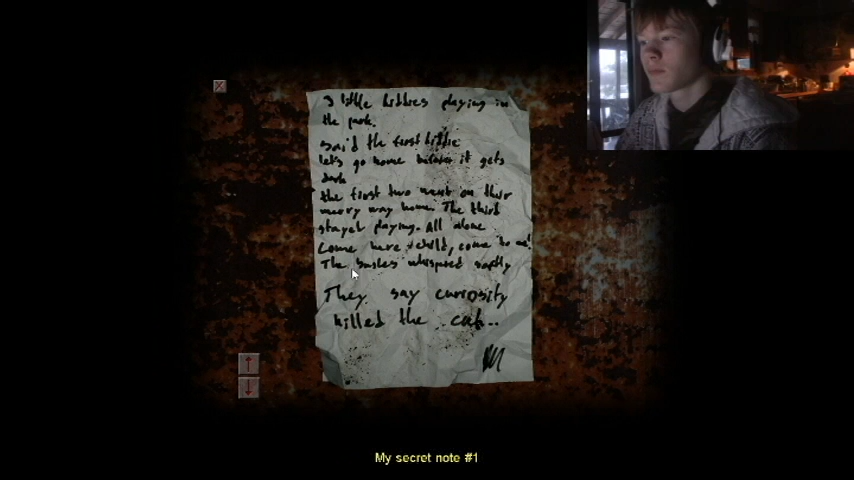 3 little kiddies playing in
the park.
said the first kiddie
let's go home before it gets
dark
the first two went on their
merry way home. The third
stayed playing. All alone
Come here child, come to me!
The bushes whispered softly
They say curiosity
killed the cat..
My secret note #1